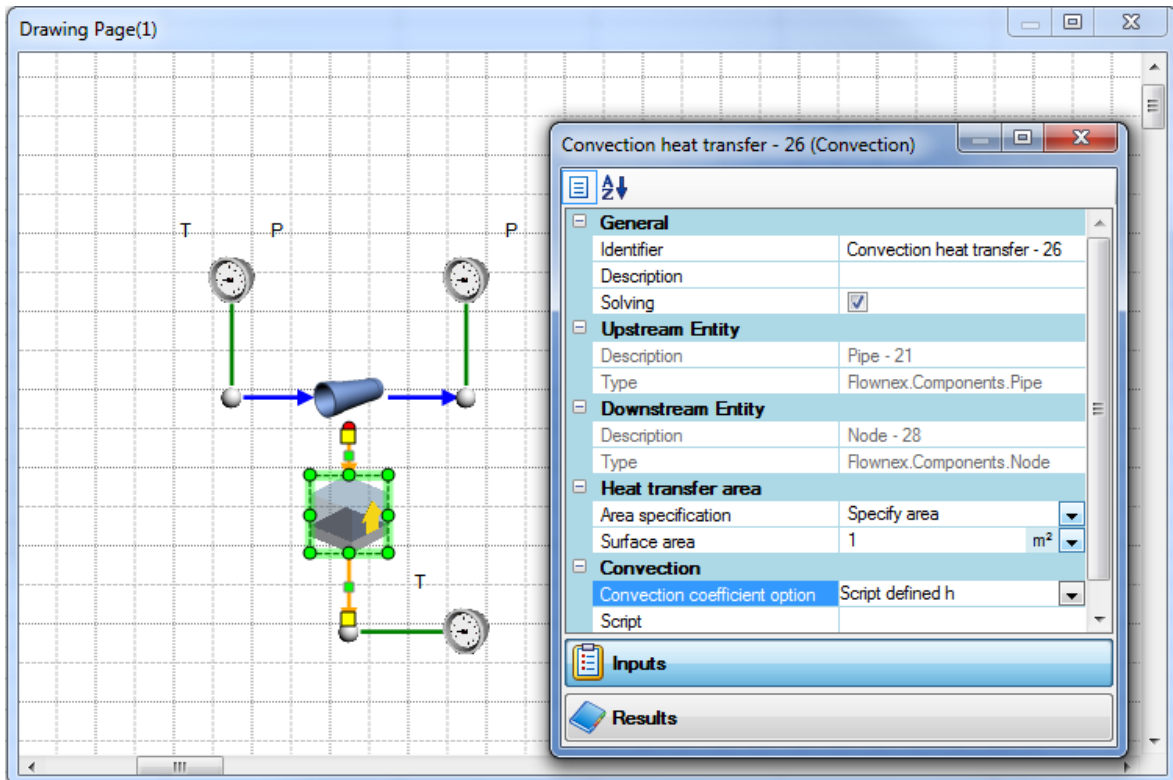 Drawing Page(1)
T P P
T
Convection heat transfer - 26 (Convection)
General
Identifier Convection heat transfer - 26
Description
Solving
Upstream Entity
Description Pipe - 21
Type Flownex.Components.Pipe
Downstream Entity
Description Node - 28
Type Flownex.Components.Node
Heat transfer area
Area specification Specify area
Surface area 1 m²
Convection
Convection coefficient option Script defined h
Script
Inputs
Results